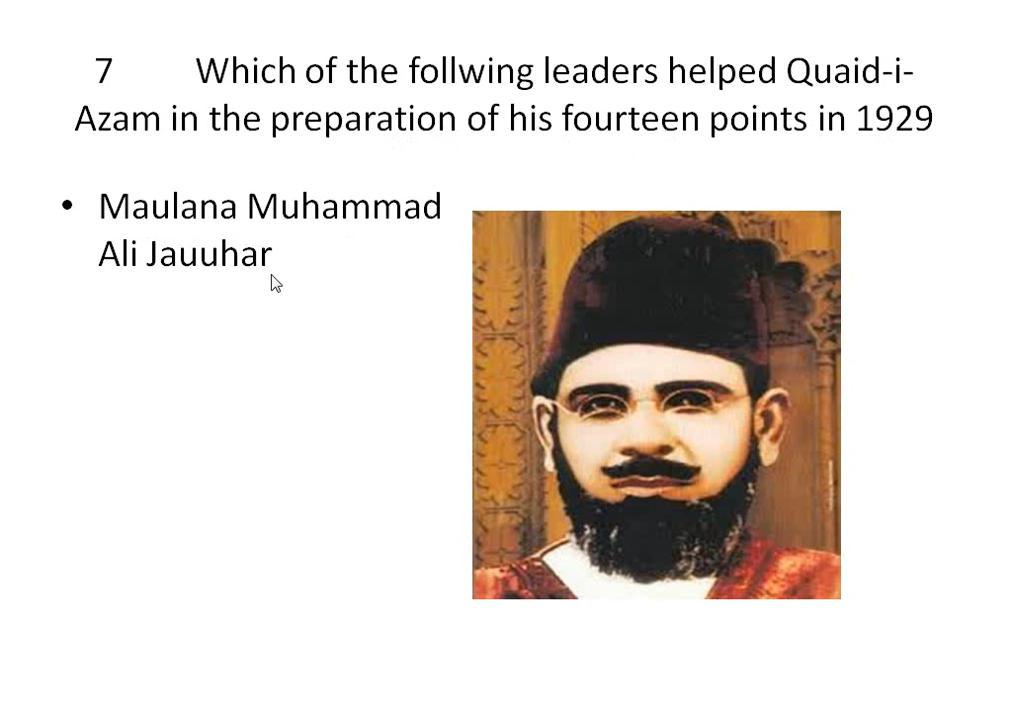 7 Which of the follwing leaders helped Quaid-i-
Azam in the preparation of his fourteen points in 1929
• Maulana Muhammad
Ali Jauuhar